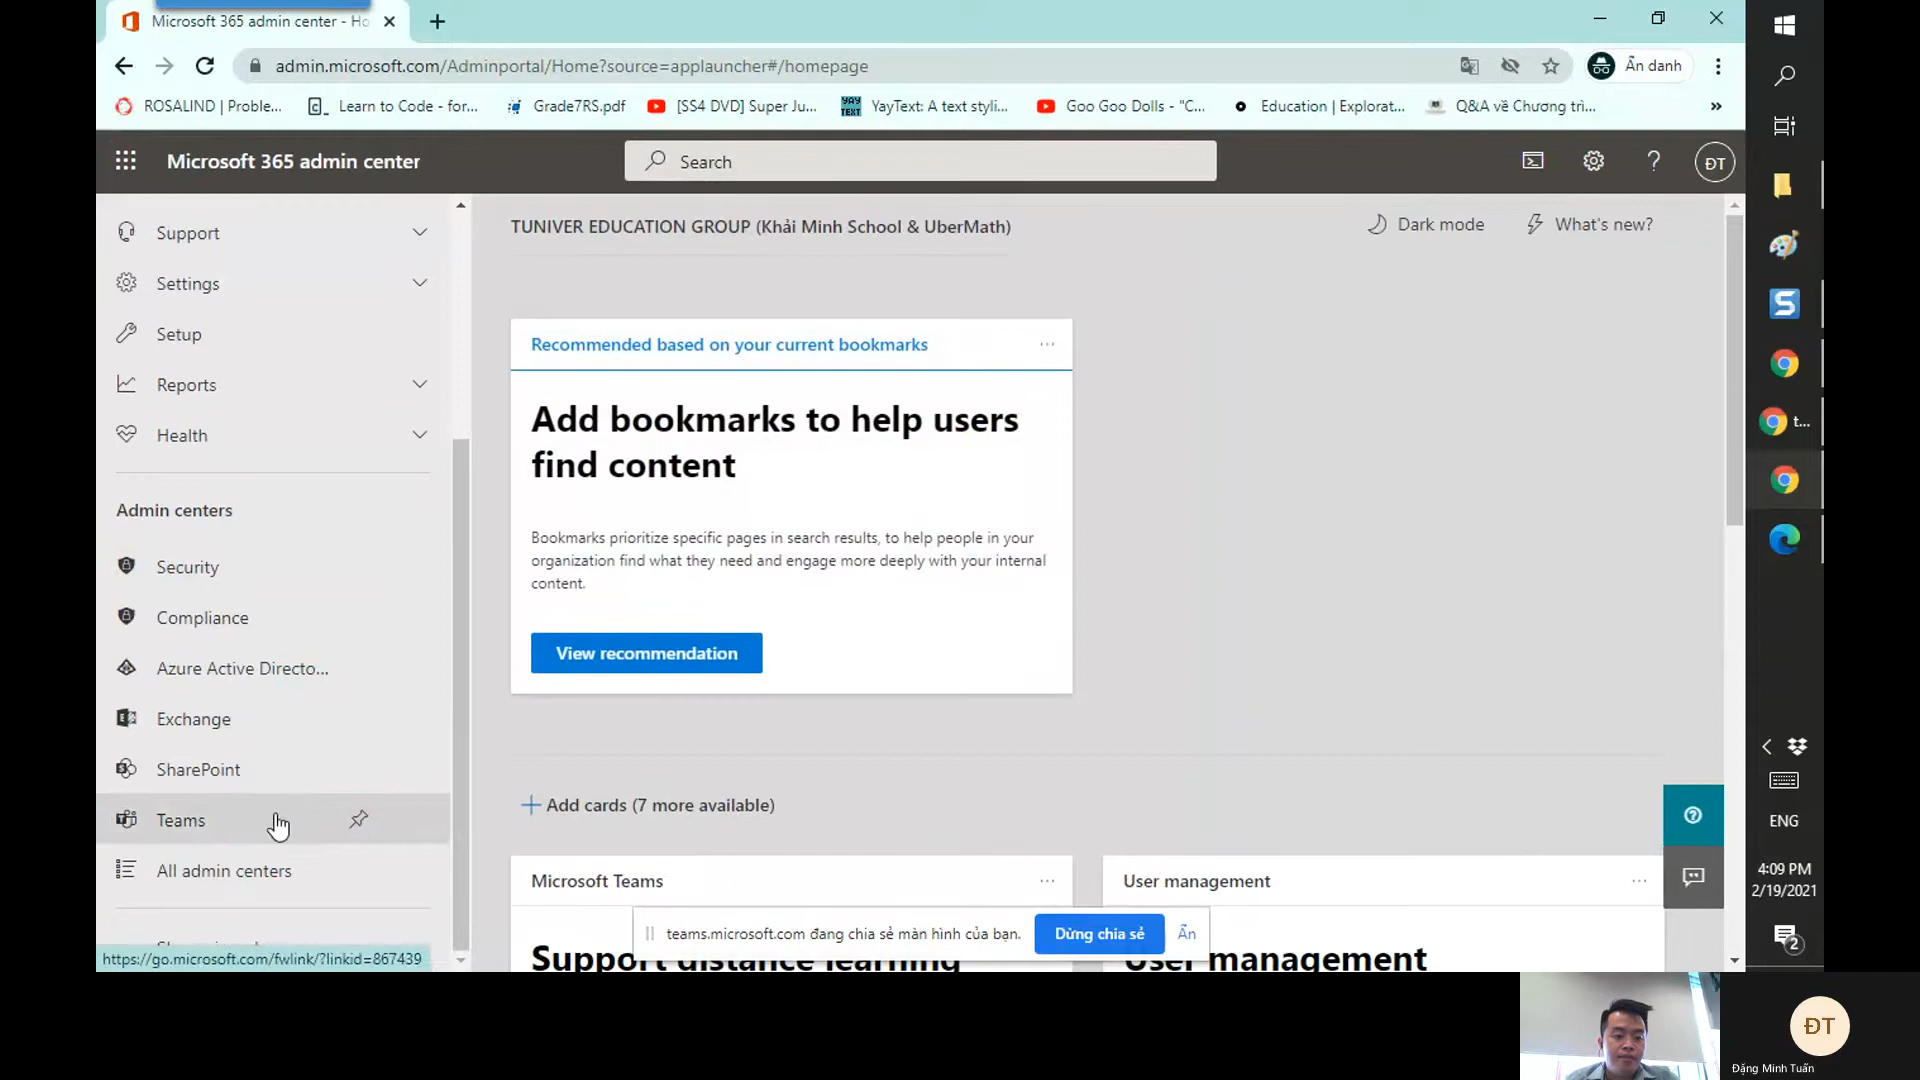 Microsoft 365 admin center - Ho
admin.microsoft.com/Adminportal/Home?source=applauncher#/homepage
Ẩn danh
ROSALIND | Proble...
Learn to Code - for...
Grade7RS.pdf
[SS4 DVD] Super Ju...
YAY TEXT
YayText: A text styli...
Goo Goo Dolls - "C...
Education | Explorat...
Q&A về Chương trì...
»
Microsoft 365 admin center
Search
ĐT
TUNIVER EDUCATION GROUP (Khải Minh School & UberMath)
Dark mode
What's new?
Support
Settings
Setup
Reports
Health
Admin centers
Security
Compliance
Azure Active Directo...
Exchange
SharePoint
Teams
All admin centers
https://go.microsoft.com/fwlink/?linkid=867439
Recommended based on your current bookmarks
Add bookmarks to help users
find content
Bookmarks prioritize specific pages in search results, to help people in your
organization find what they need and engage more deeply with your internal
content.
View recommendation
Add cards (7 more available)
Microsoft Teams
Support distance learning
User management
User management
teams.microsoft.com đang chia sẻ màn hình của bạn.
Dừng chia sẻ
Ẩn
t...
ENG
4:09 PM
2/19/2021
2
ĐT
Đặng Minh Tuấn